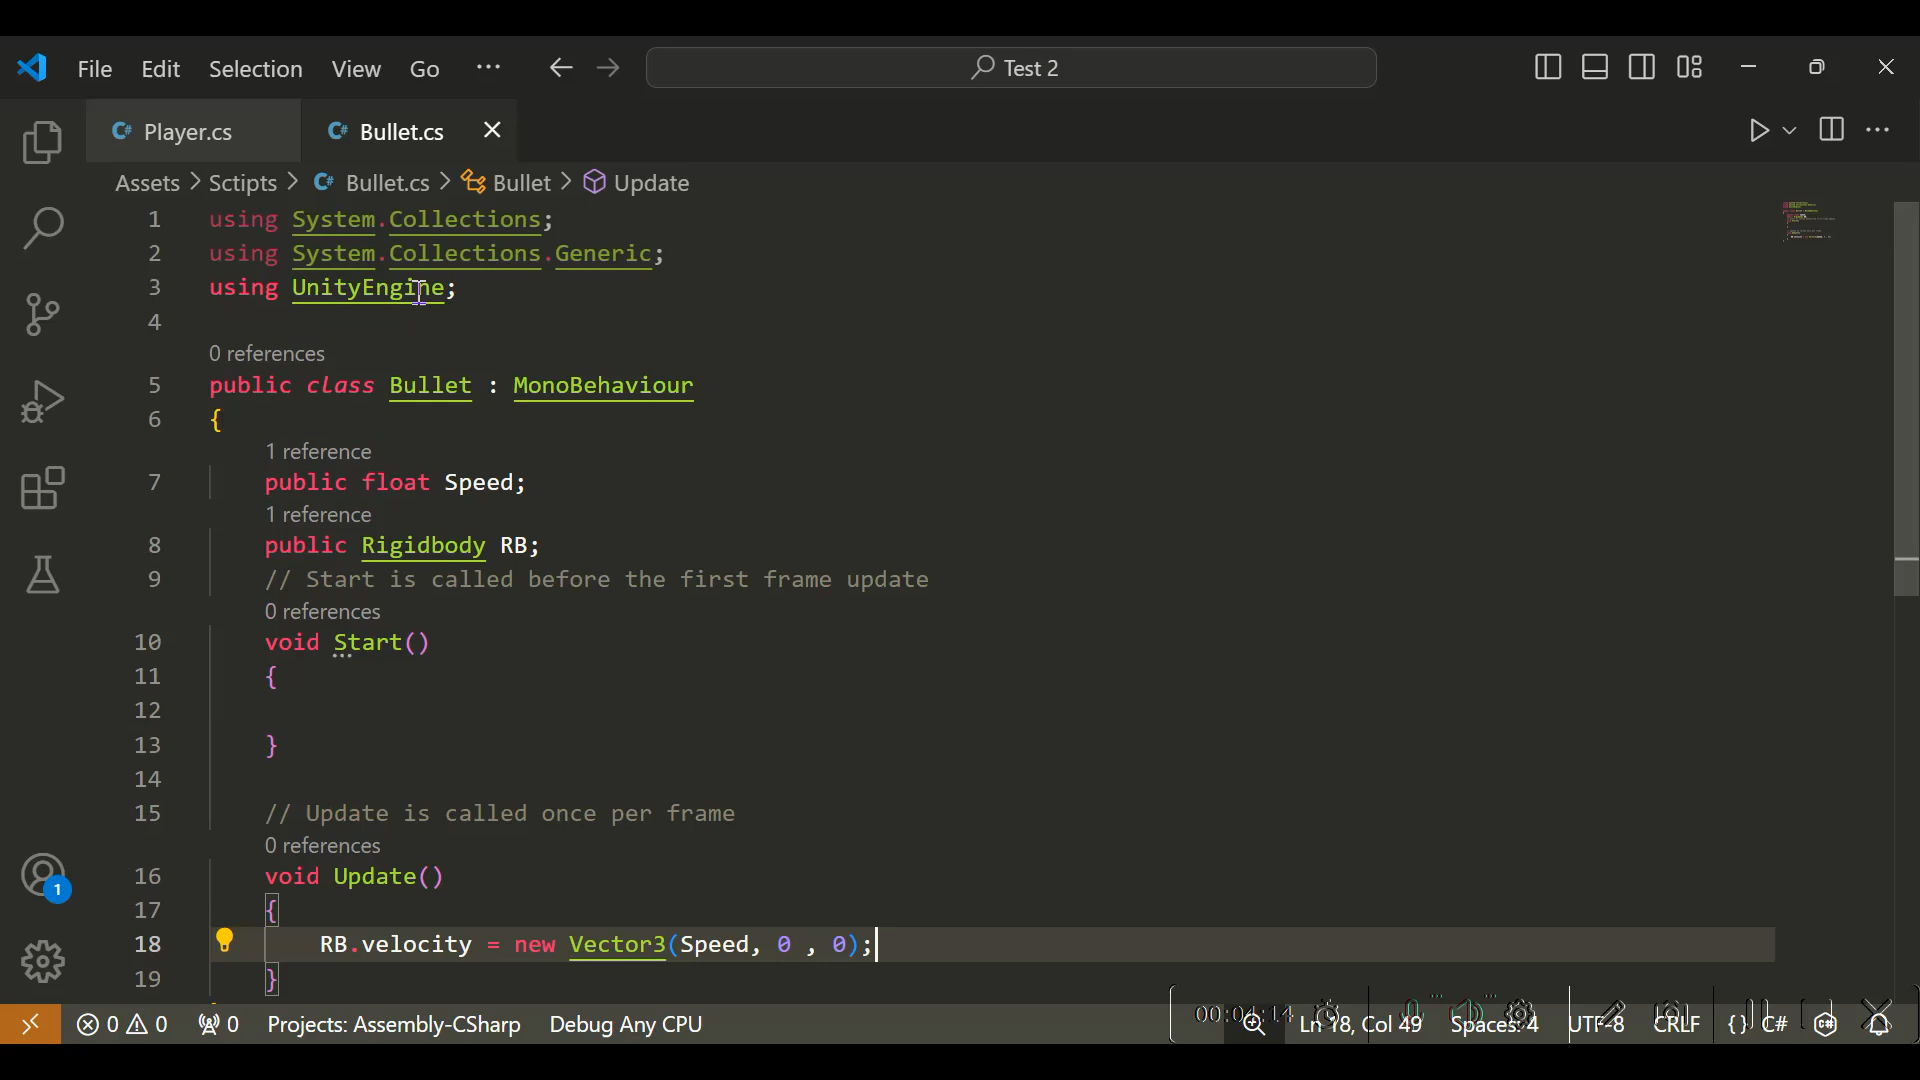 File Edit Selection View Go ··· Test 2
Player.cs Bullet.cs
Assets > Sctipts > Bullet.cs > Bullet > Update
1 using System.Collections;
2 using System.Collections.Generic;
3 using UnityEngine;
4
0 references
5 public class Bullet : MonoBehaviour
6 {
1 reference
7 public float Speed;
1 reference
8 public Rigidbody RB;
9 // Start is called before the first frame update
0 references
10 void Start()
11 {
12
13 }
14
15 // Update is called once per frame
0 references
16 void Update()
17 {
18 RB.velocity = new Vector3(Speed, 0 , 0);
19 }
1
0 0 0 Projects: Assembly-CSharp Debug Any CPU 00:04:14 Ln 18, Col 49 Spaces: 4 UTF-8 CRLF {} C#